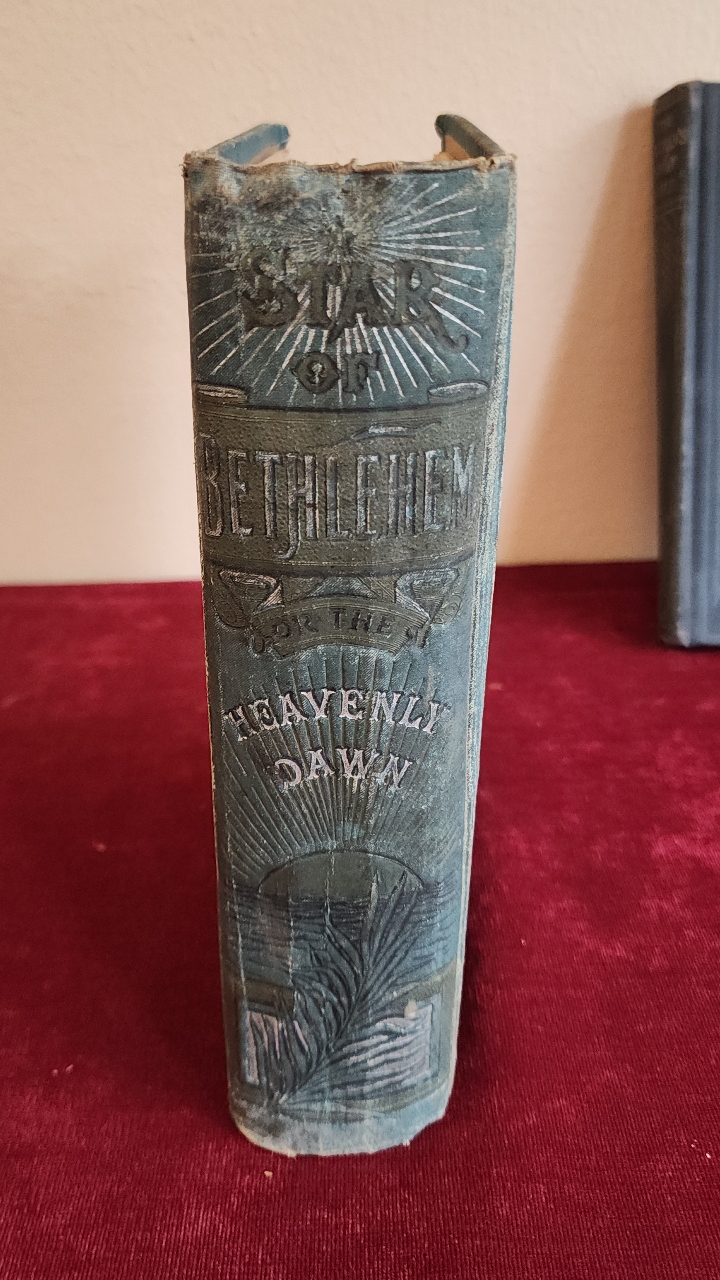 STAR
OF
BETHLEHEM
OR THE
HEAVENLY
DAWN